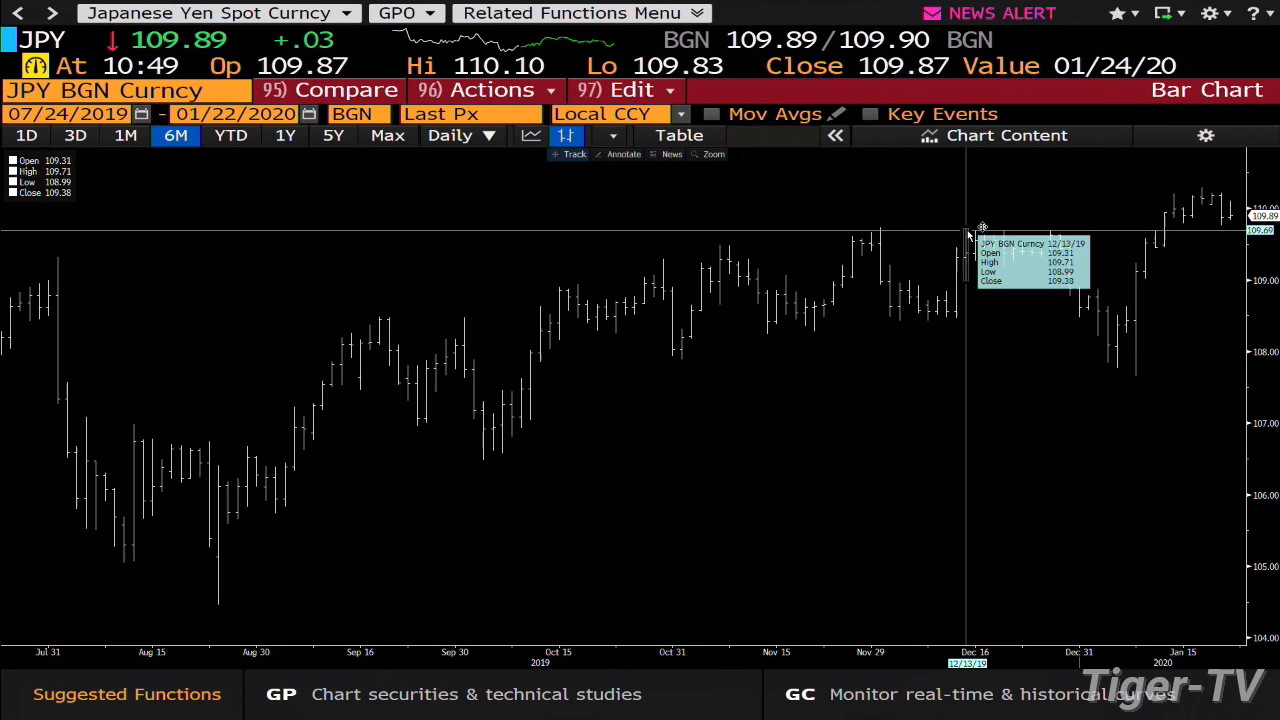 < > Japanese Yen Spot Curncy GPO Related Functions Menu NEWS ALERT ?
JPY ↓ 109.89 +.03 BGN 109.89/109.90 BGN
At 10:49 Op 109.87 Hi 110.10 Lo 109.83 Close 109.87 Value 01/24/20
JPY BGN Curncy 95) Compare 96) Actions 97) Edit Bar Chart
07/24/2019 - 01/22/2020 BGN Last Px Local CCY Mov Avgs Key Events
1D 3D 1M 6M YTD 1Y 5Y Max Daily ▼ Table « Chart Content
Track Annotate News Zoom
Open 109.31
High 109.71
Low 108.99
Close 109.38
110.00
109.89
109.69
JPY BGN Curncy 12/13/19
Open 109.31
High 109.71
Low 108.99
Close 109.38
109.00
108.00
107.00
106.00
105.00
104.00
Jul 31 Aug 15 Aug 30 Sep 16 Sep 30 Oct 15 Oct 31 Nov 15 Nov 29 Dec 16 Dec 31 Jan 15
2019 12/13/19 2020
Suggested Functions GP Chart securities & technical studies GC Monitor real-time & historical curves
Tiger-TV